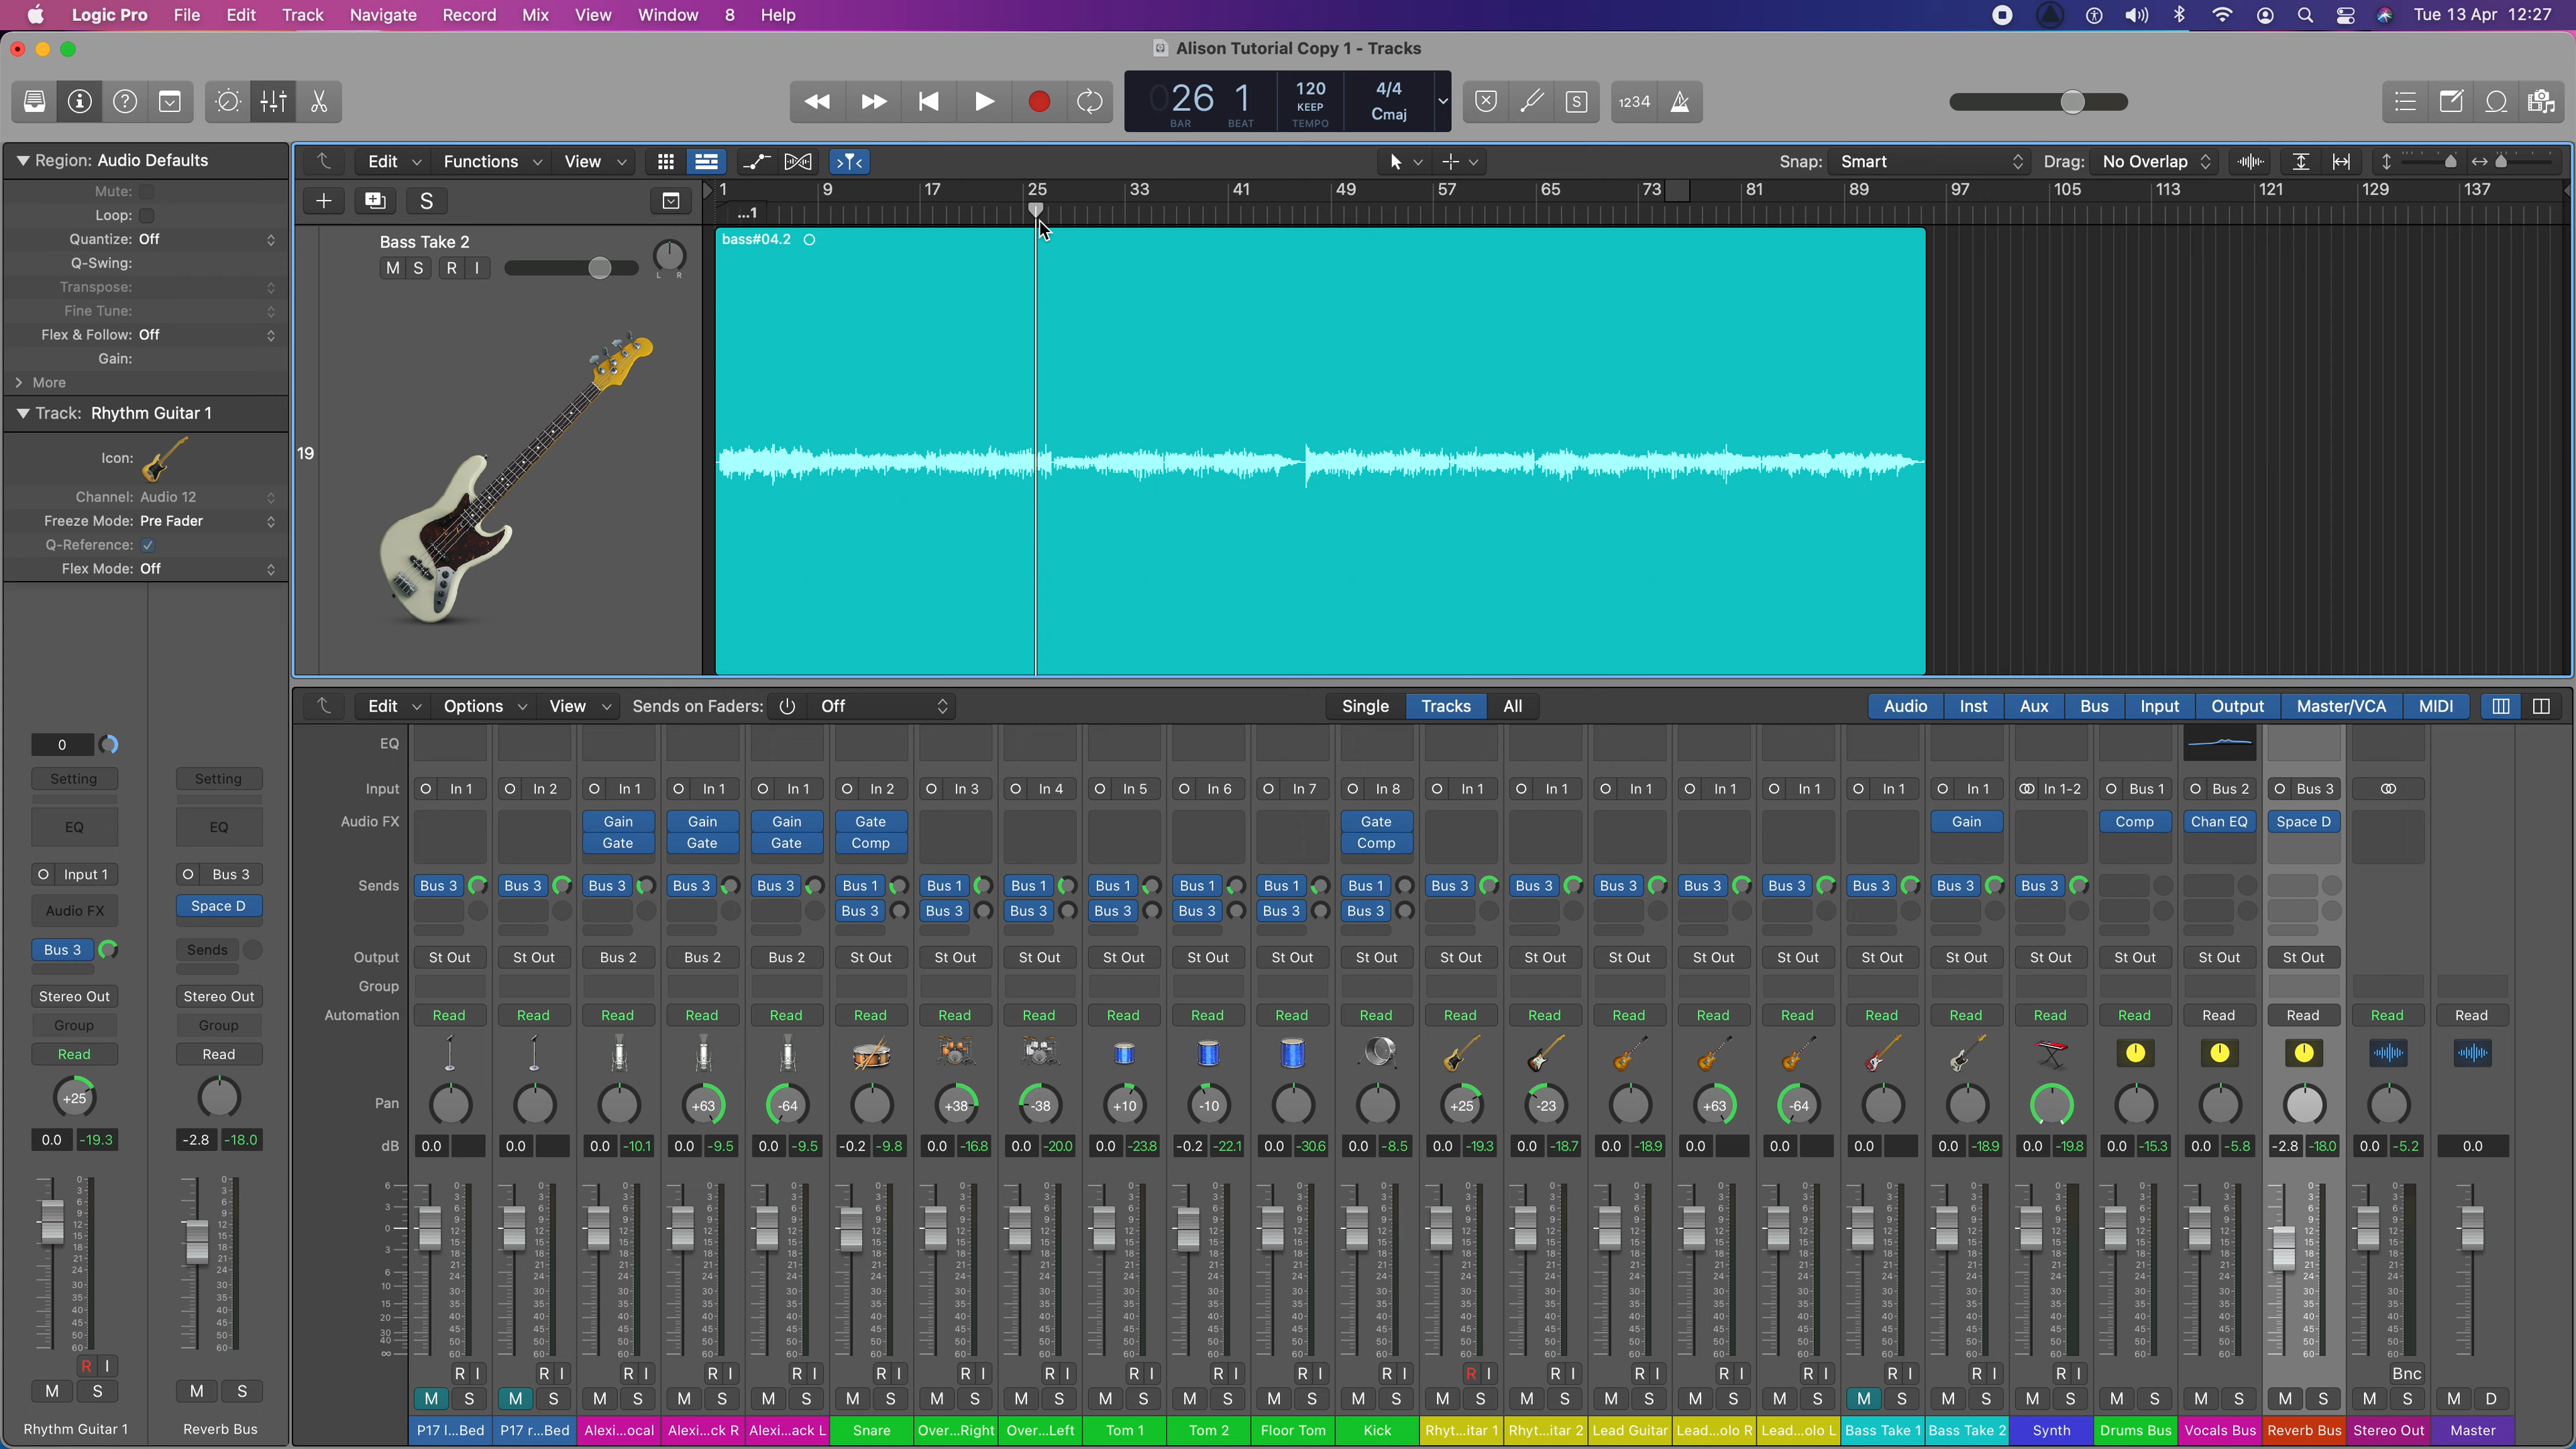 Logic Pro File Edit Track Navigate Record Mix View Window 8 Help Tue 13 Apr 12:27
Alison Tutorial Copy 1 - Tracks
026 1 120 4/4 1234
KEEP Cmaj
BAR BEAT TEMPO
Region: Audio Defaults
Mute:
Loop:
Quantize: Off
Q-Swing:
Transpose:
Fine Tune:
Flex & Follow: Off
Gain:
More
Track: Rhythm Guitar 1
Icon:
Channel: Audio 12
Freeze Mode: Pre Fader
Q-Reference:
Flex Mode: Off
Edit Functions View Snap: Smart Drag: No Overlap
S 1 9 17 25 33 41 49 57 65 73 81 89 97 105 113 121 129 137
...1
Bass Take 2
M S R I
L R
19
bass#04.2
0
Setting Setting
EQ EQ
Input 1 Bus 3
Audio FX Space D
Bus 3 Sends
Stereo Out Stereo Out
Group Group
Read Read
+25
0.0 -19.3 -2.8 -18.0
R I
M S M S
Rhythm Guitar 1 Reverb Bus
Edit Options View Sends on Faders: Off Single Tracks All Audio Inst Aux Bus Input Output Master/VCA MIDI
EQ
Input In 1 In 2 In 1 In 1 In 1 In 2 In 3 In 4 In 5 In 6 In 7 In 8 In 1 In 1 In 1 In 1 In 1 In 1 In 1 In 1-2 Bus 1 Bus 2 Bus 3
Audio FX Gain Gain Gain Gate Gate Gain Comp Chan EQ Space D
Gate Gate Gate Comp Comp
Sends Bus 3 Bus 3 Bus 3 Bus 3 Bus 3 Bus 1 Bus 1 Bus 1 Bus 1 Bus 1 Bus 1 Bus 1 Bus 3 Bus 3 Bus 3 Bus 3 Bus 3 Bus 3 Bus 3 Bus 3
Bus 3 Bus 3 Bus 3 Bus 3 Bus 3 Bus 3 Bus 3
Output St Out St Out Bus 2 Bus 2 Bus 2 St Out St Out St Out St Out St Out St Out St Out St Out St Out St Out St Out St Out St Out St Out St Out St Out St Out St Out
Group
Automation Read Read Read Read Read Read Read Read Read Read Read Read Read Read Read Read Read Read Read Read Read Read Read Read Read
Pan +63 -64 +38 -38 +10 -10 +25 -23 +63 -64
dB 0.0 0.0 0.0 -10.1 0.0 -9.5 0.0 -9.5 -0.2 -9.8 0.0 -16.8 0.0 -20.0 0.0 -23.8 -0.2 -22.1 0.0 -30.6 0.0 -8.5 0.0 -19.3 0.0 -18.7 0.0 -18.9 0.0 0.0 0.0 0.0 -18.9 0.0 -19.8 0.0 -15.3 0.0 -5.8 -2.8 -18.0 0.0 -5.2 0.0
R I R I R I R I R I R I R I R I R I R I R I R I R I R I R I R I R I R I R I R I Bnc
M S M S M S M S M S M S M S M S M S M S M S M S M S M S M S M S M S M S M S M S M S M S M S M S M D
P17 l...Bed P17 r...Bed Alexi...ocal Alexi...ck R Alexi...ack L Snare Over...Right Over...Left Tom 1 Tom 2 Floor Tom Kick Rhyt...itar 1 Rhyt...itar 2 Lead Guitar Lead...olo R Lead...olo L Bass Take 1 Bass Take 2 Synth Drums Bus Vocals Bus Reverb Bus Stereo Out Master